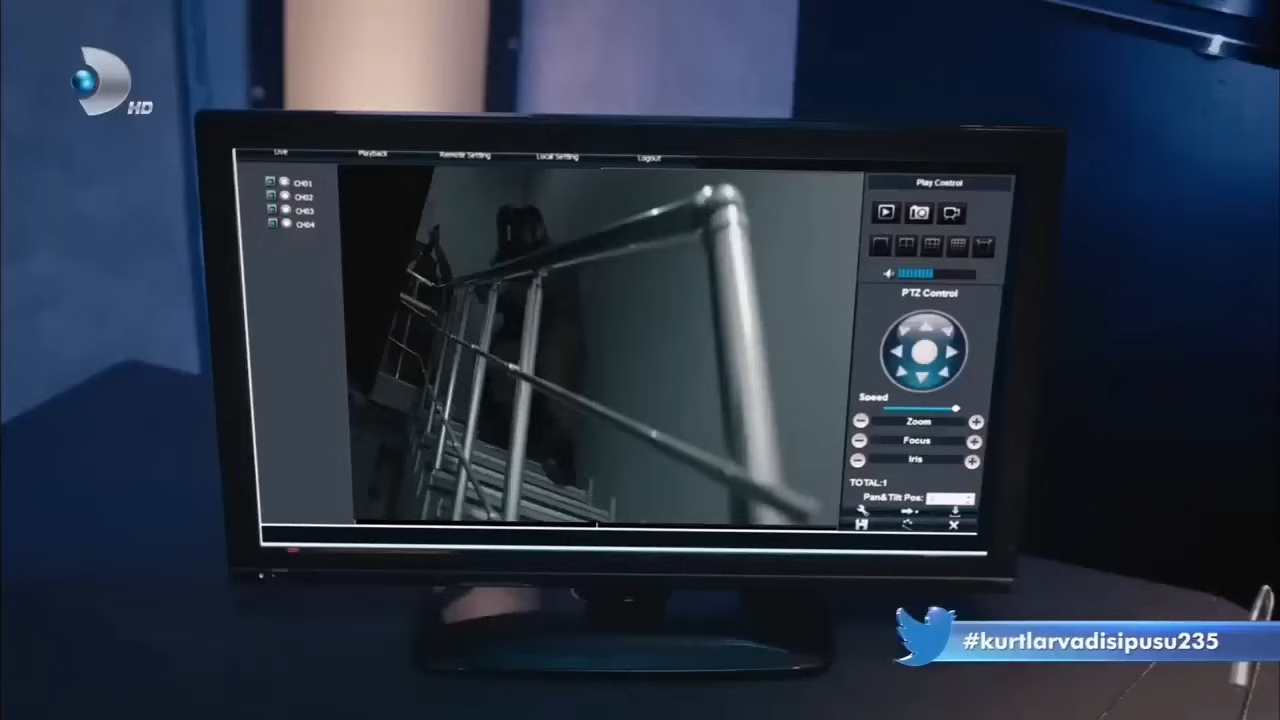 HD
Live Playback Remote Setting Local Setting Logout
CH01
CH02
CH03
CH04
Play Control
PTZ Control
Speed
Zoom
Focus
Iris
TOTAL:1
Pan&Tilt Pos:
#kurtlarvadisipusu235